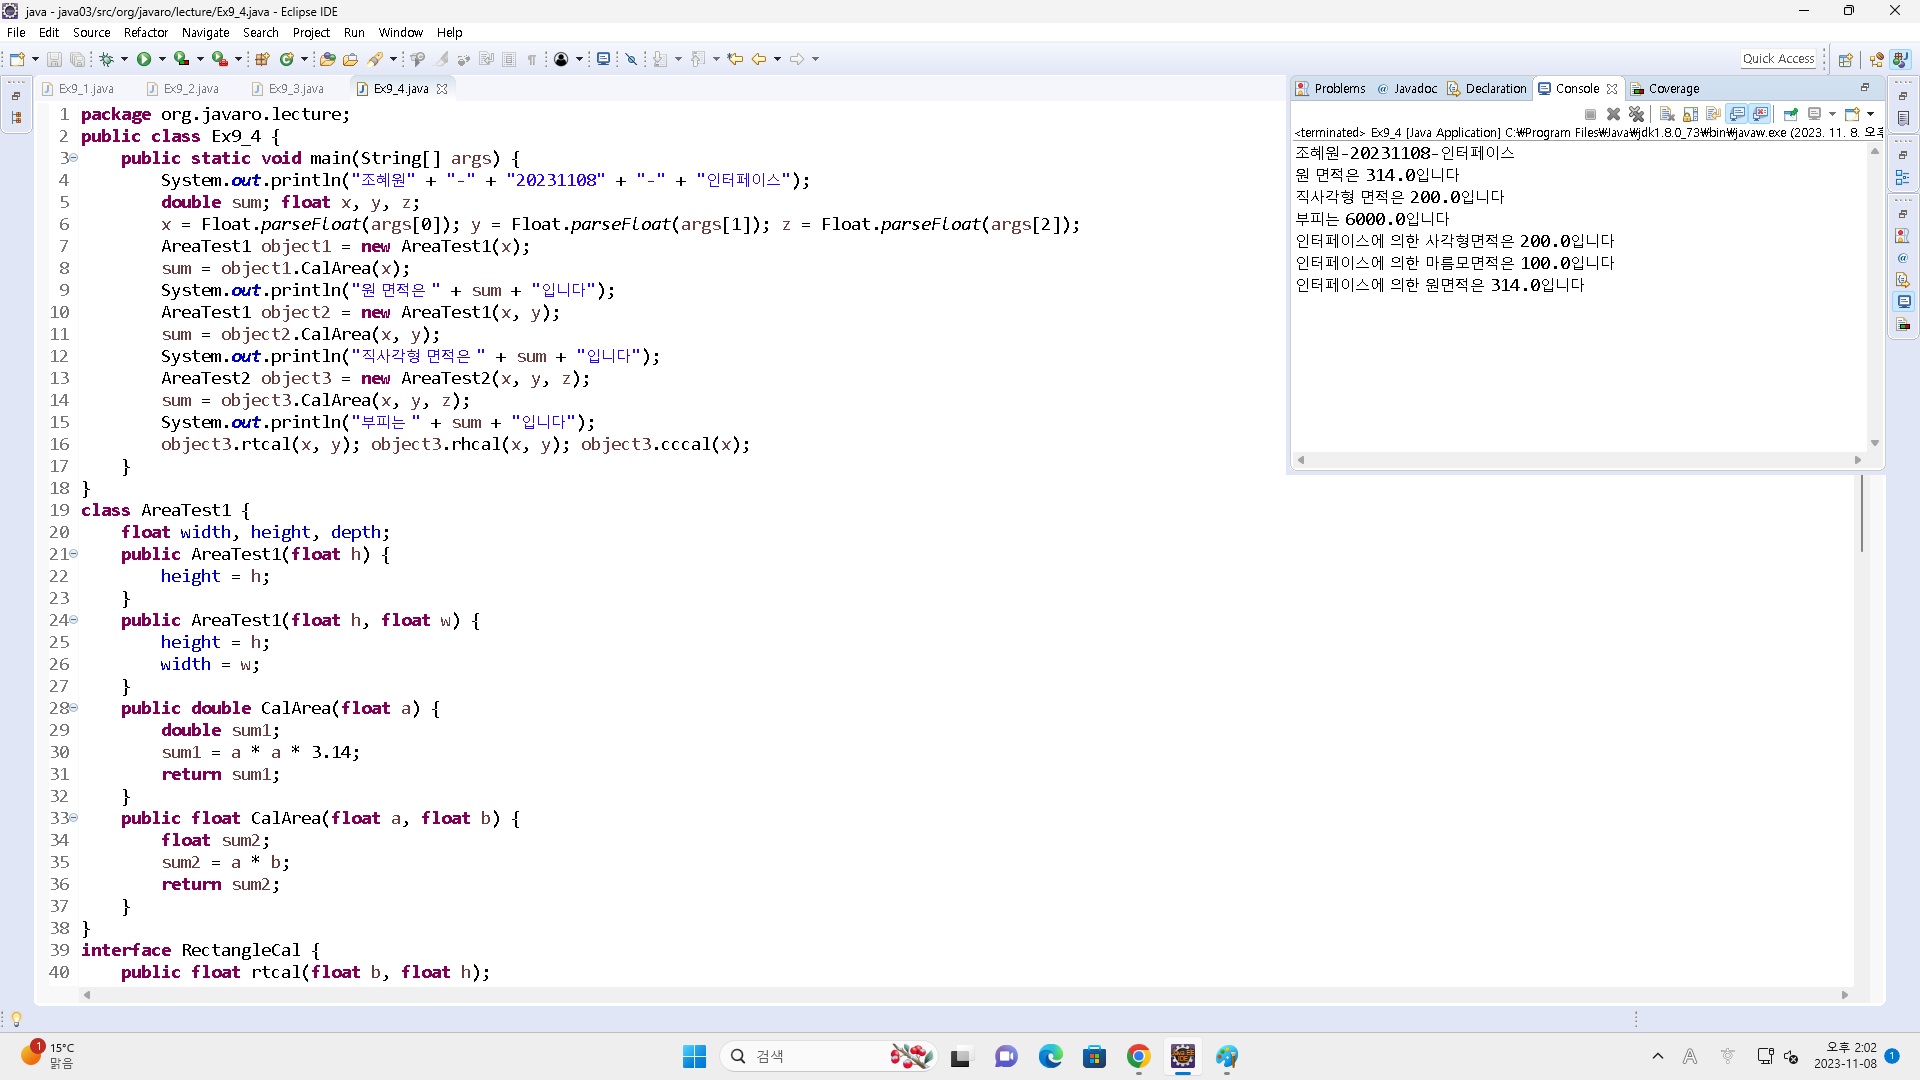 java - java03/src/org/javaro/lecture/Ex9_4.java - Eclipse IDE
File Edit Source Refactor Navigate Search Project Run Window Help
Quick Access
Ex9_1.java Ex9_2.java Ex9_3.java Ex9_4.java
1 package org.javaro.lecture;
2 public class Ex9_4 {
3 public static void main(String[] args) {
4 System.out.println("조혜원" + "-" + "20231108" + "-" + "인터페이스");
5 double sum; float x, y, z;
6 x = Float.parseFloat(args[0]); y = Float.parseFloat(args[1]); z = Float.parseFloat(args[2]);
7 AreaTest1 object1 = new AreaTest1(x);
8 sum = object1.CalArea(x);
9 System.out.println("원 면적은 " + sum + "입니다");
10 AreaTest1 object2 = new AreaTest1(x, y);
11 sum = object2.CalArea(x, y);
12 System.out.println("직사각형 면적은 " + sum + "입니다");
13 AreaTest2 object3 = new AreaTest2(x, y, z);
14 sum = object3.CalArea(x, y, z);
15 System.out.println("부피는 " + sum + "입니다");
16 object3.rtcal(x, y); object3.rhcal(x, y); object3.cccal(x);
17 }
18 }
19 class AreaTest1 {
20 float width, height, depth;
21 public AreaTest1(float h) {
22 height = h;
23 }
24 public AreaTest1(float h, float w) {
25 height = h;
26 width = w;
27 }
28 public double CalArea(float a) {
29 double sum1;
30 sum1 = a * a * 3.14;
31 return sum1;
32 }
33 public float CalArea(float a, float b) {
34 float sum2;
35 sum2 = a * b;
36 return sum2;
37 }
38 }
39 interface RectangleCal {
40 public float rtcal(float b, float h);
Problems Javadoc Declaration Console Coverage
<terminated> Ex9_4 [Java Application] C:₩Program Files₩Java₩jdk1.8.0_73₩bin₩javaw.exe (2023. 11. 8. 오후
조혜원-20231108-인터페이스
원 면적은 314.0입니다
직사각형 면적은 200.0입니다
부피는 6000.0입니다
인터페이스에 의한 사각형면적은 200.0입니다
인터페이스에 의한 마름모면적은 100.0입니다
인터페이스에 의한 원면적은 314.0입니다
1
15°C
맑음
검색
A
오후 2:02
2023-11-08
1